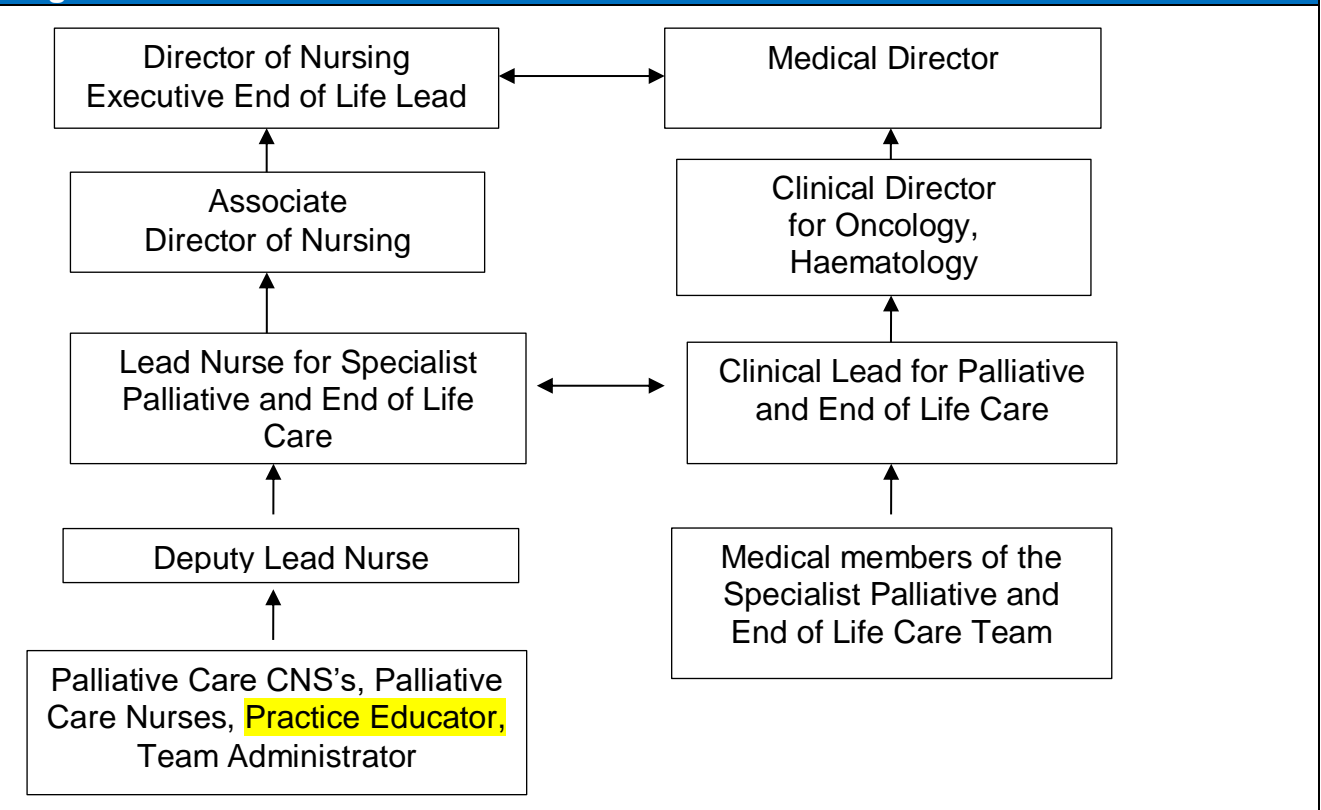 Director of Nursing
Executive End of Life Lead
Medical Director
Associate
Director of Nursing
Clinical Director
for Oncology,
Haematology
Lead Nurse for Specialist
Palliative and End of Life
Care
Clinical Lead for Palliative
and End of Life Care
Deputy Lead Nurse
Medical members of the
Specialist Palliative and
End of Life Care Team
Palliative Care CNS’s, Palliative
Care Nurses, Practice Educator,
Team Administrator